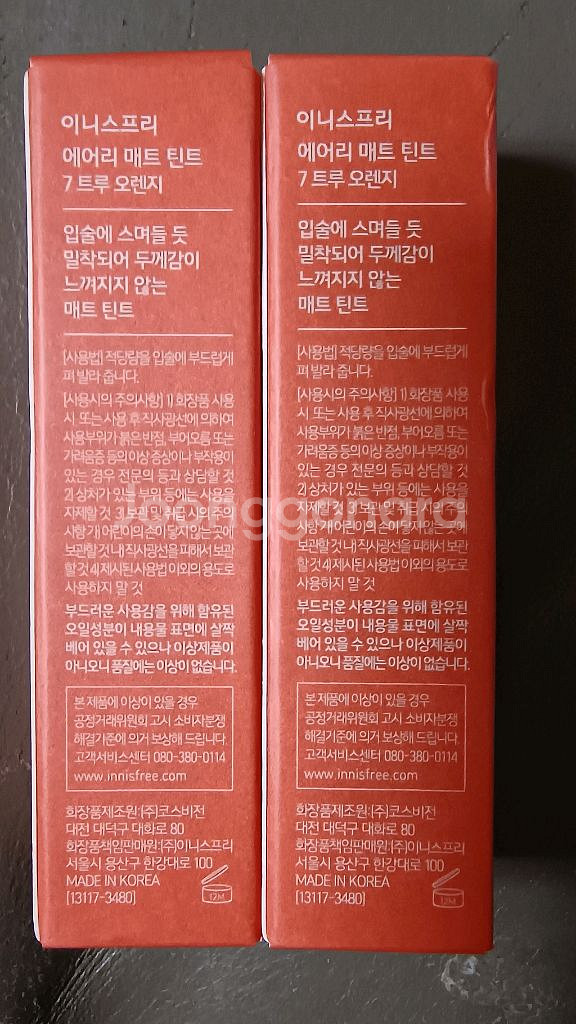 이니스프리
에어리 매트 틴트
7 트루 오렌지
입술에 스며들 듯
밀착되어 두께감이
느껴지지 않는
매트 틴트
[사용법] 적당량을 입술에 부드럽게
펴 발라 줍니다.
[사용시의 주의사항] 1) 화장품 사용
시 또는 사용 후 직사광선에 의하여
사용부위가 붉은 반점, 부어오름 또는
가려움증 등의 이상 증상이나 부작용이
있는 경우 전문의 등과 상담할 것
2) 상처가 있는 부위 등에는 사용을
자제할 것 3) 보관 및 취급 시의 주의
사항 가) 어린이의 손이 닿지 않는 곳에
보관할 것 나) 직사광선을 피해서 보관
할 것 4) 제시된 사용법 이외의 용도로
사용하지 말 것
부드러운 사용감을 위해 함유된
오일성분이 내용물 표면에 살짝
베어 있을 수 있으나 이상제품이
아니오니 품질에는 이상이 없습니다.
본 제품에 이상이 있을 경우
공정거래위원회 고시 소비자분쟁
해결기준에 의거 보상해 드립니다.
고객서비스센터 080-380-0114
www.innisfree.com
화장품제조원:(주)코스비전
대전 대덕구 대화로 80
화장품책임판매원:(주)이니스프리
서울시 용산구 한강대로 100
MADE IN KOREA
[13117-3480]
12M
이니스프리
에어리 매트 틴트
7 트루 오렌지
입술에 스며들 듯
밀착되어 두께감이
느껴지지 않는
매트 틴트
[사용법] 적당량을 입술에 부드럽게
펴 발라 줍니다.
[사용시의 주의사항] 1) 화장품 사용
시 또는 사용 후 직사광선에 의하여
사용부위가 붉은 반점, 부어오름 또는
가려움증 등의 이상 증상이나 부작용이
있는 경우 전문의 등과 상담할 것
2) 상처가 있는 부위 등에는 사용을
자제할 것 3) 보관 및 취급 시의 주의
사항 가) 어린이의 손이 닿지 않는 곳에
보관할 것 나) 직사광선을 피해서 보관
할 것 4) 제시된 사용법 이외의 용도로
사용하지 말 것
부드러운 사용감을 위해 함유된
오일성분이 내용물 표면에 살짝
베어 있을 수 있으나 이상제품이
아니오니 품질에는 이상이 없습니다.
본 제품에 이상이 있을 경우
공정거래위원회 고시 소비자분쟁
해결기준에 의거 보상해 드립니다.
고객서비스센터 080-380-0114
www.innisfree.com
화장품제조원:(주)코스비전
대전 대덕구 대화로 80
화장품책임판매원:(주)이니스프리
서울시 용산구 한강대로 100
MADE IN KOREA
[13117-3480]
12M